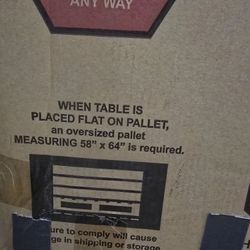 ANY WAY
WHEN TABLE IS
PLACED FLAT ON PALLET,
an oversized pallet
MEASURING 58" x 64" is required.
ure to comply will cause
ge in shipping or storage